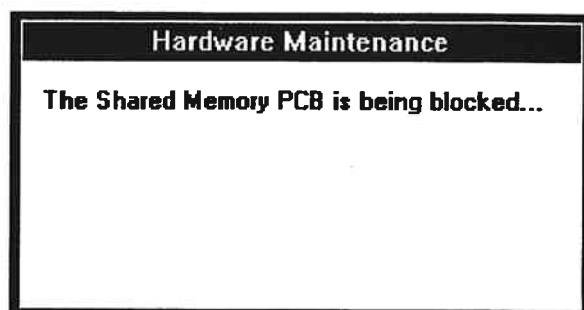 Hardware Maintenance
The Shared Memory PCB is being blocked...